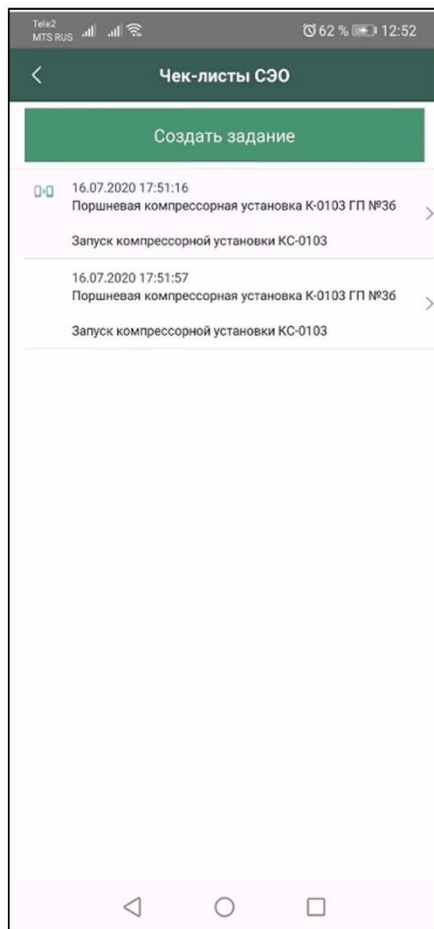 Tele2
MTS RUS
62 % 12:52
Чек-листы СЭО
Создать задание
16.07.2020 17:51:16
Поршневая компрессорная установка К-0103 ГП №3б
Запуск компрессорной установки КС-0103
16.07.2020 17:51:57
Поршневая компрессорная установка К-0103 ГП №3б
Запуск компрессорной установки КС-0103